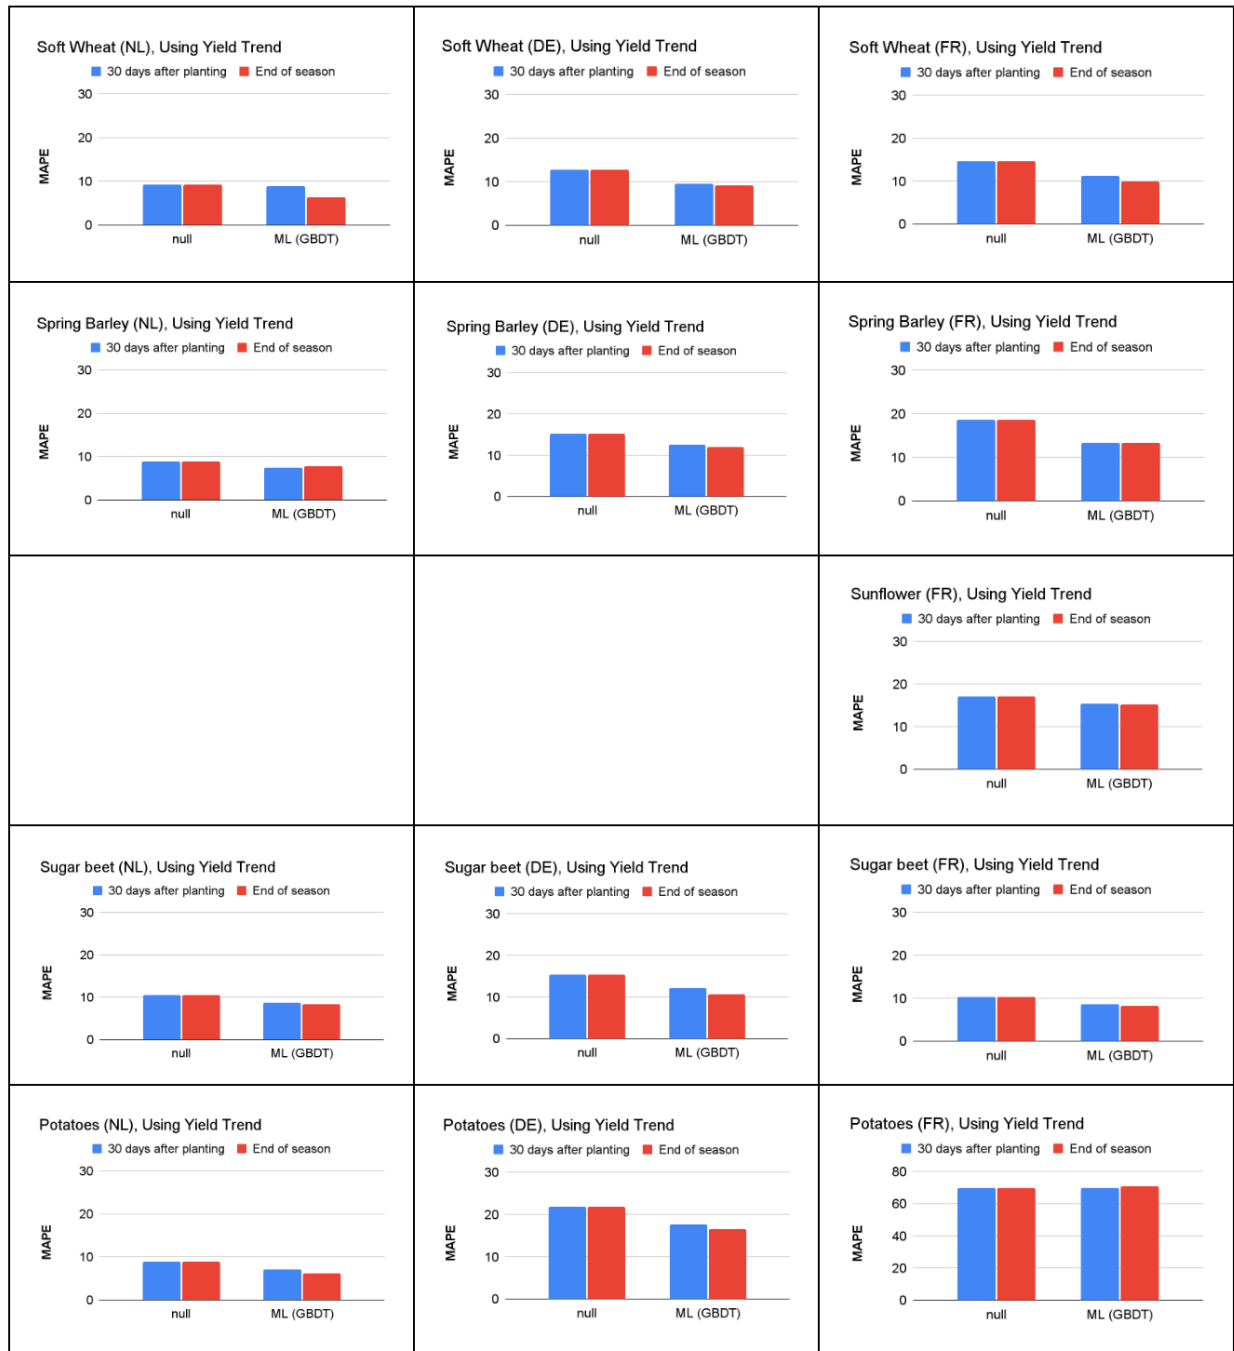 Soft Wheat (NL), Using Yield Trend
30 days after planting End of season
30
20
10
0
MAPE
null ML (GBDT)
Soft Wheat (DE), Using Yield Trend
30 days after planting End of season
30
20
10
0
MAPE
null ML (GBDT)
Soft Wheat (FR), Using Yield Trend
30 days after planting End of season
30
20
10
0
MAPE
null ML (GBDT)
Spring Barley (NL), Using Yield Trend
30 days after planting End of season
30
20
10
0
MAPE
null ML (GBDT)
Spring Barley (DE), Using Yield Trend
30 days after planting End of season
30
20
10
0
MAPE
null ML (GBDT)
Spring Barley (FR), Using Yield Trend
30 days after planting End of season
30
20
10
0
MAPE
null ML (GBDT)
Sunflower (FR), Using Yield Trend
30 days after planting End of season
30
20
10
0
MAPE
null ML (GBDT)
Sugar beet (NL), Using Yield Trend
30 days after planting End of season
30
20
10
0
MAPE
null ML (GBDT)
Sugar beet (DE), Using Yield Trend
30 days after planting End of season
30
20
10
0
MAPE
null ML (GBDT)
Sugar beet (FR), Using Yield Trend
30 days after planting End of season
30
20
10
0
MAPE
null ML (GBDT)
Potatoes (NL), Using Yield Trend
30 days after planting End of season
30
20
10
0
MAPE
null ML (GBDT)
Potatoes (DE), Using Yield Trend
30 days after planting End of season
30
20
10
0
MAPE
null ML (GBDT)
Potatoes (FR), Using Yield Trend
30 days after planting End of season
80
60
40
20
0
MAPE
null ML (GBDT)